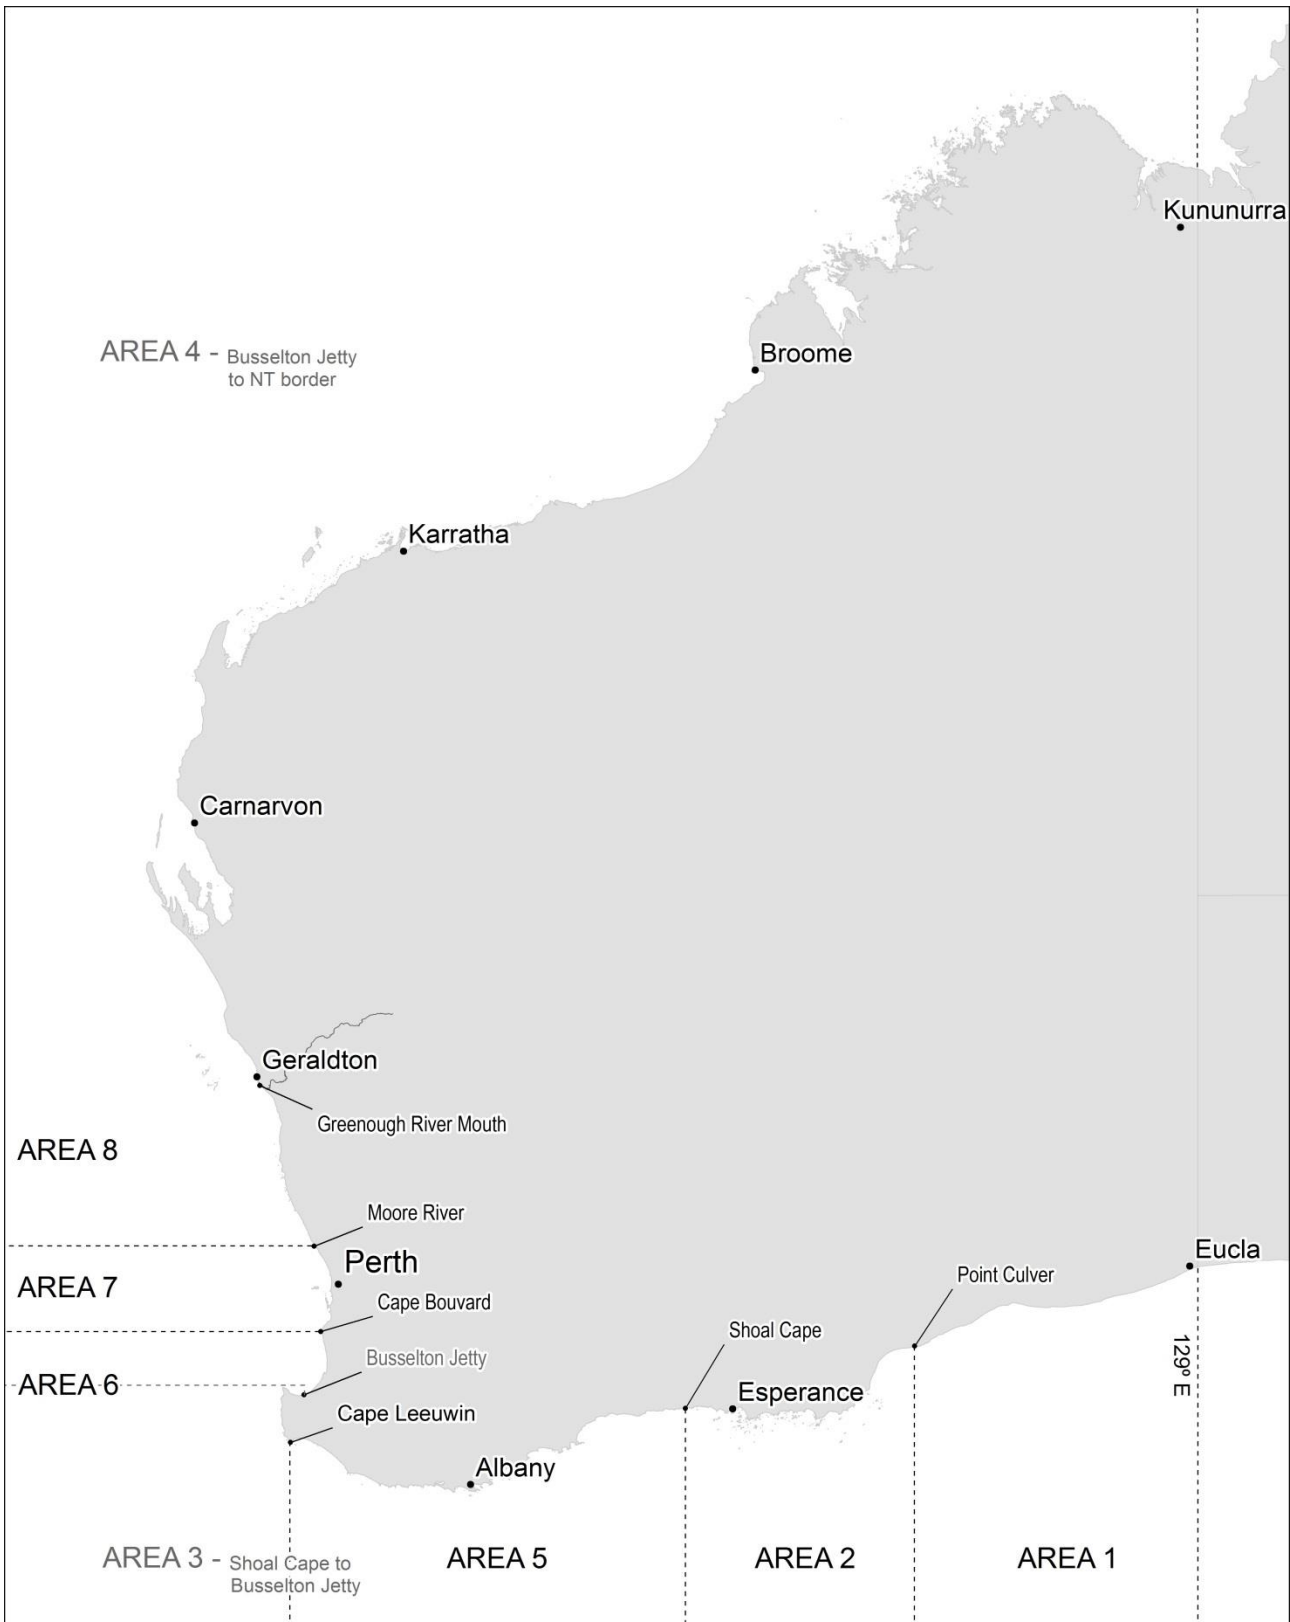 Kununurra
AREA 4 - Busselton Jetty
to NT border
Broome
Karratha
Carnarvon
Geraldton
Greenough River Mouth
AREA 8
Moore River
Perth
AREA 7
Cape Bouvard
Eucla
Point Culver
Shoal Cape
129º E
Busselton Jetty
AREA 6
Esperance
Cape Leeuwin
Albany
AREA 3 - Shoal Cape to
Busselton Jetty
AREA 5
AREA 2
AREA 1